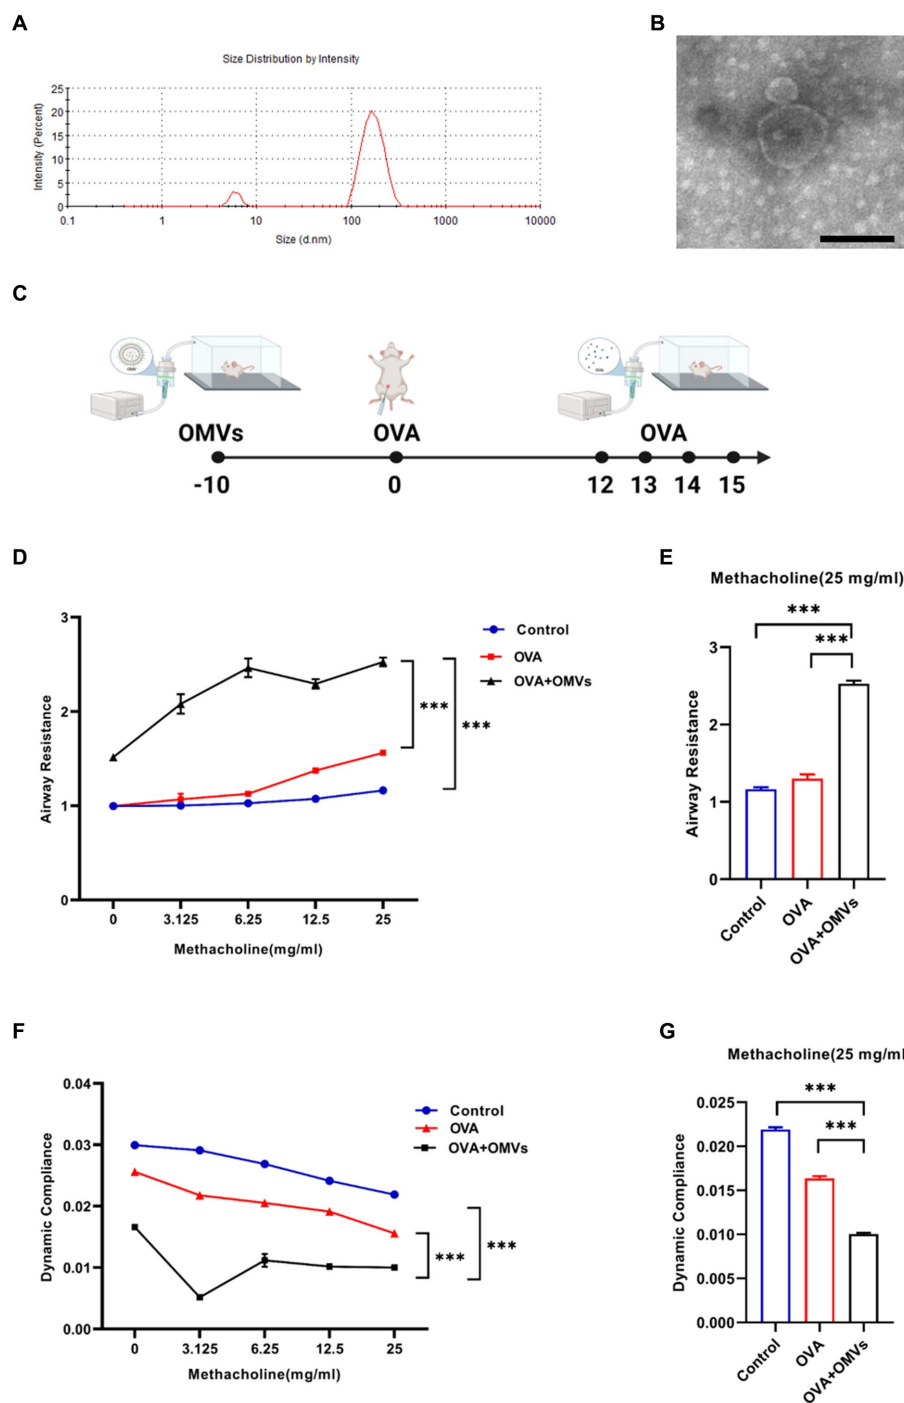 A
B
Size Distribution by Intensity
Intensity (Percent)
25
20
15
10
5
0
0.1 1 10 100 1000 10000
Size (d.nm)
C
OMVs OVA OVA
-10 0 12 13 14 15
D
E
Methacholine(25 mg/ml)
Airway Resistance
3
2
1
0
Control
OVA
OVA+OMVs
***
***
0 3.125 6.25 12.5 25
Methacholine(mg/ml)
***
***
Airway Resistance
3
2
1
0
Control OVA OVA+OMVs
F
G
Methacholine(25 mg/ml
Dynamic Compliance
0.04
0.03
0.02
0.01
0.00
Control
OVA
OVA+OMVs
***
***
0 3.125 6.25 12.5 25
Methacholine(mg/ml)
***
***
Dynamic Compliance
0.025
0.020
0.015
0.010
0.005
0.000
Control OVA OVA+OMVs